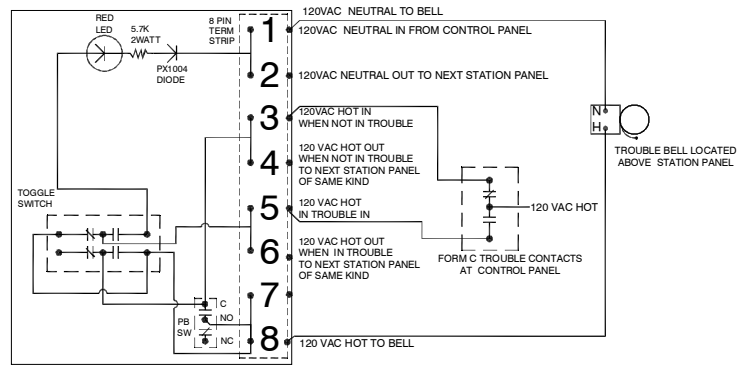 RED
LED
5.7K
2WATT
PX1004
DIODE
8 PIN
TERM
STRIP
TOGGLE
SWITCH
PB
SW
C
NO
NC
1
2
3
4
5
6
7
8
120VAC NEUTRAL TO BELL
120VAC NEUTRAL IN FROM CONTROL PANEL
120VAC NEUTRAL OUT TO NEXT STATION PANEL
120VAC HOT IN
WHEN NOT IN TROUBLE
120 VAC HOT OUT
WHEN NOT IN TROUBLE
TO NEXT STATION PANEL
OF SAME KIND
120 VAC HOT
IN TROUBLE IN
120 VAC HOT OUT
WHEN IN TROUBLE
TO NEXT STATION PANEL
OF SAME KIND
120 VAC HOT TO BELL
120 VAC HOT
FORM C TROUBLE CONTACTS
AT CONTROL PANEL
N
H
TROUBLE BELL LOCATED
ABOVE STATION PANEL